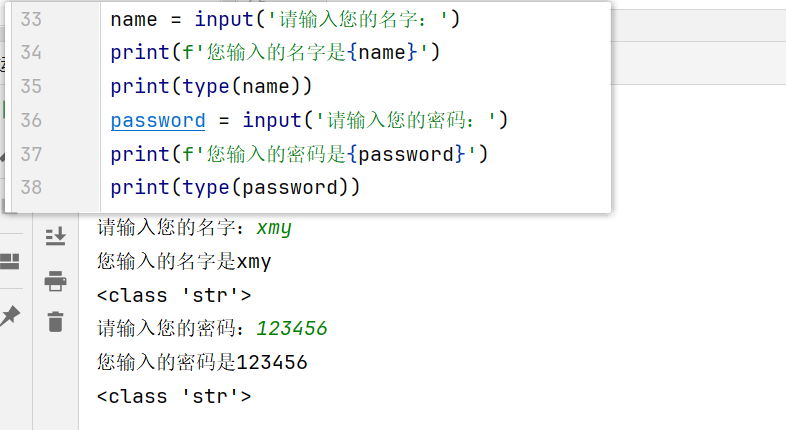 33 name = input('请输入您的名字：')
34 print(f'您输入的名字是{name}')
35 print(type(name))
36 password = input('请输入您的密码：')
37 print(f'您输入的密码是{password}')
38 print(type(password))
请输入您的名字：xmy
您输入的名字是xmy
<class 'str'>
请输入您的密码：123456
您输入的密码是123456
<class 'str'>